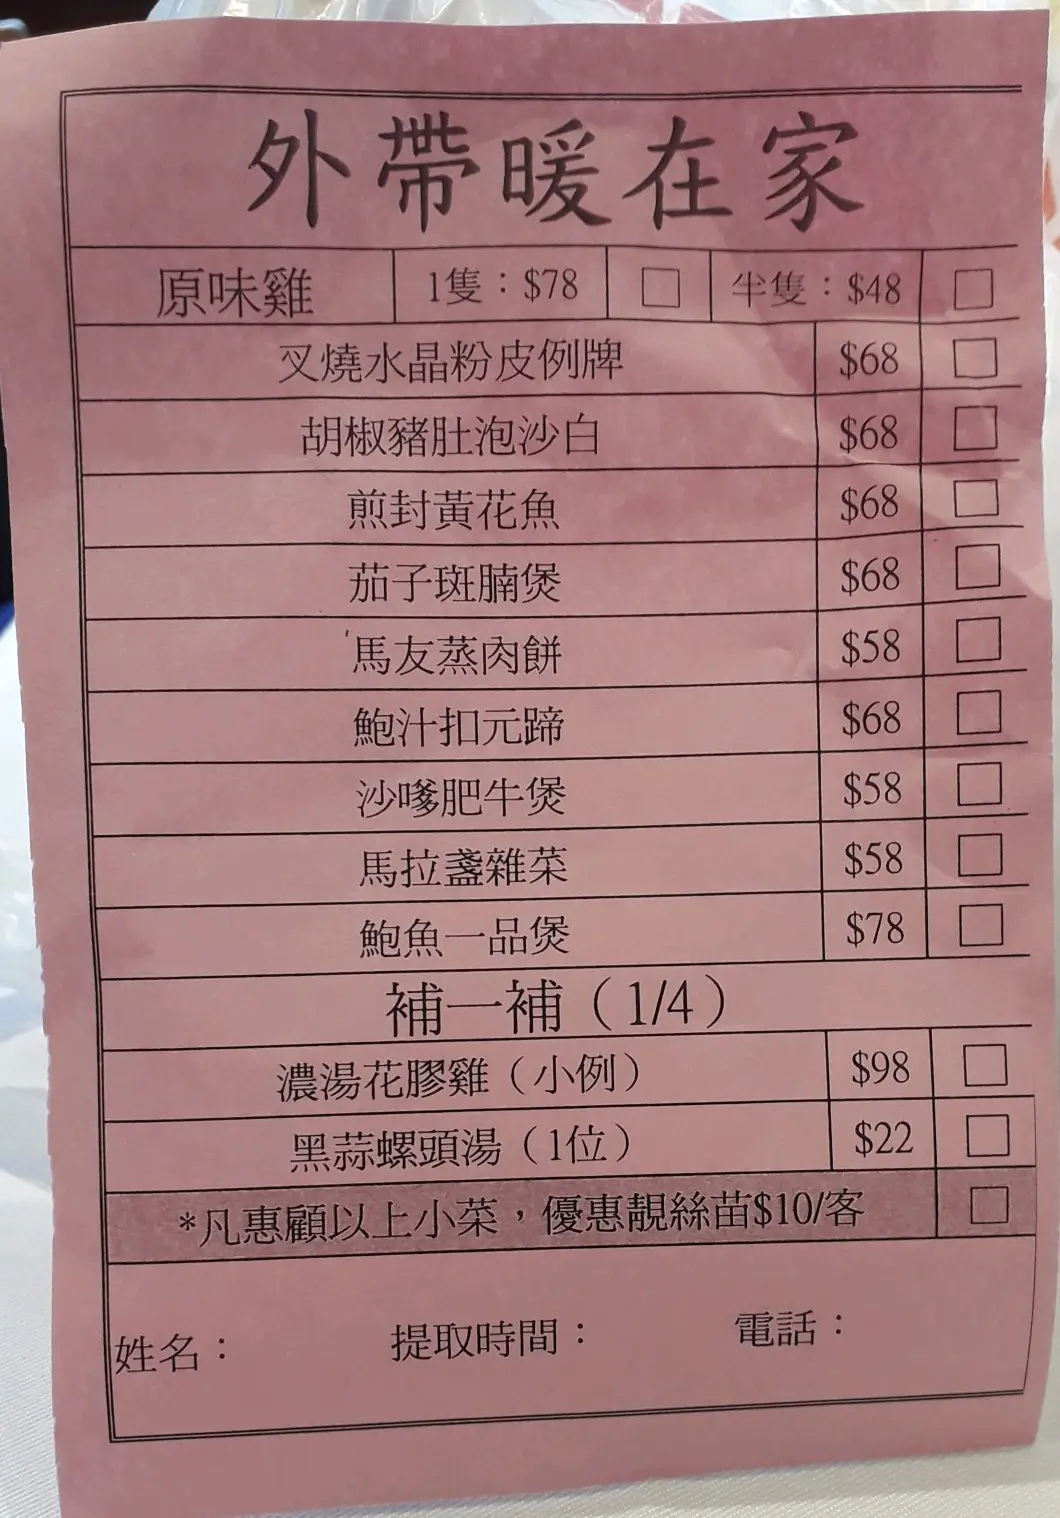 外帶暖在家
原味雞 1隻：$78 □ 半隻：$48 □
叉燒水晶粉皮例牌 $68 □
胡椒豬肚泡沙白 $68 □
煎封黃花魚 $68 □
茄子斑腩煲 $68 □
馬友蒸肉餅 $58 □
鮑汁扣元蹄 $68 □
沙嗲肥牛煲 $58 □
馬拉盞雜菜 $58 □
鮑魚一品煲 $78 □
補一補（1/4）
濃湯花膠雞（小例） $98 □
黑蒜螺頭湯（1位） $22 □
*凡惠顧以上小菜，優惠靚絲苗$10/客 □
姓名： 提取時間： 電話：